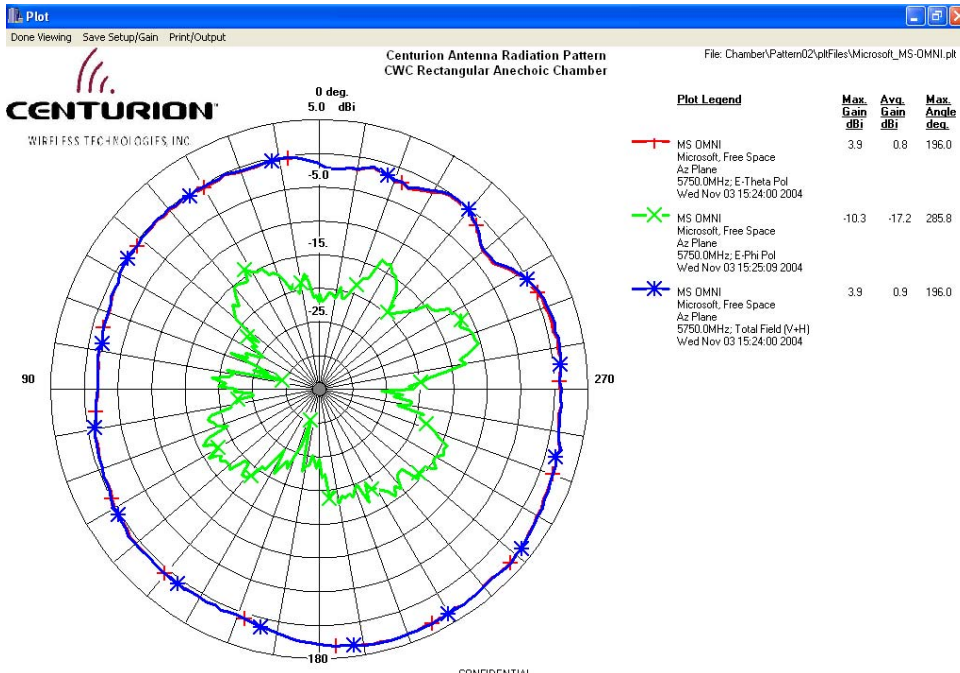 Plot
Done Viewing Save Setup/Gain Print/Output
Centurion Antenna Radiation Pattern
CWC Rectangular Anechoic Chamber
File: Chamber\Pattern02\pltFiles\Microsoft_MS-OMNI.plt
CENTURION
WIRELESS TECHNOLOGIES, INC.
0 deg.
5.0 dBi
-5.0
-15.
-25.
90
270
180
Plot Legend Max. Gain dBi Avg. Gain dBi Max. Angle deg.
MS OMNI 3.9 0.8 196.0
Microsoft, Free Space
Az Plane
5750.0MHz; E-Theta Pol
Wed Nov 03 15:24:00 2004
MS OMNI -10.3 -17.2 285.8
Microsoft, Free Space
Az Plane
5750.0MHz; E-Phi Pol
Wed Nov 03 15:25:09 2004
MS OMNI 3.9 0.9 196.0
Microsoft, Free Space
Az Plane
5750.0MHz; Total Field (V+H)
Wed Nov 03 15:24:00 2004
CONFIDENTIAL